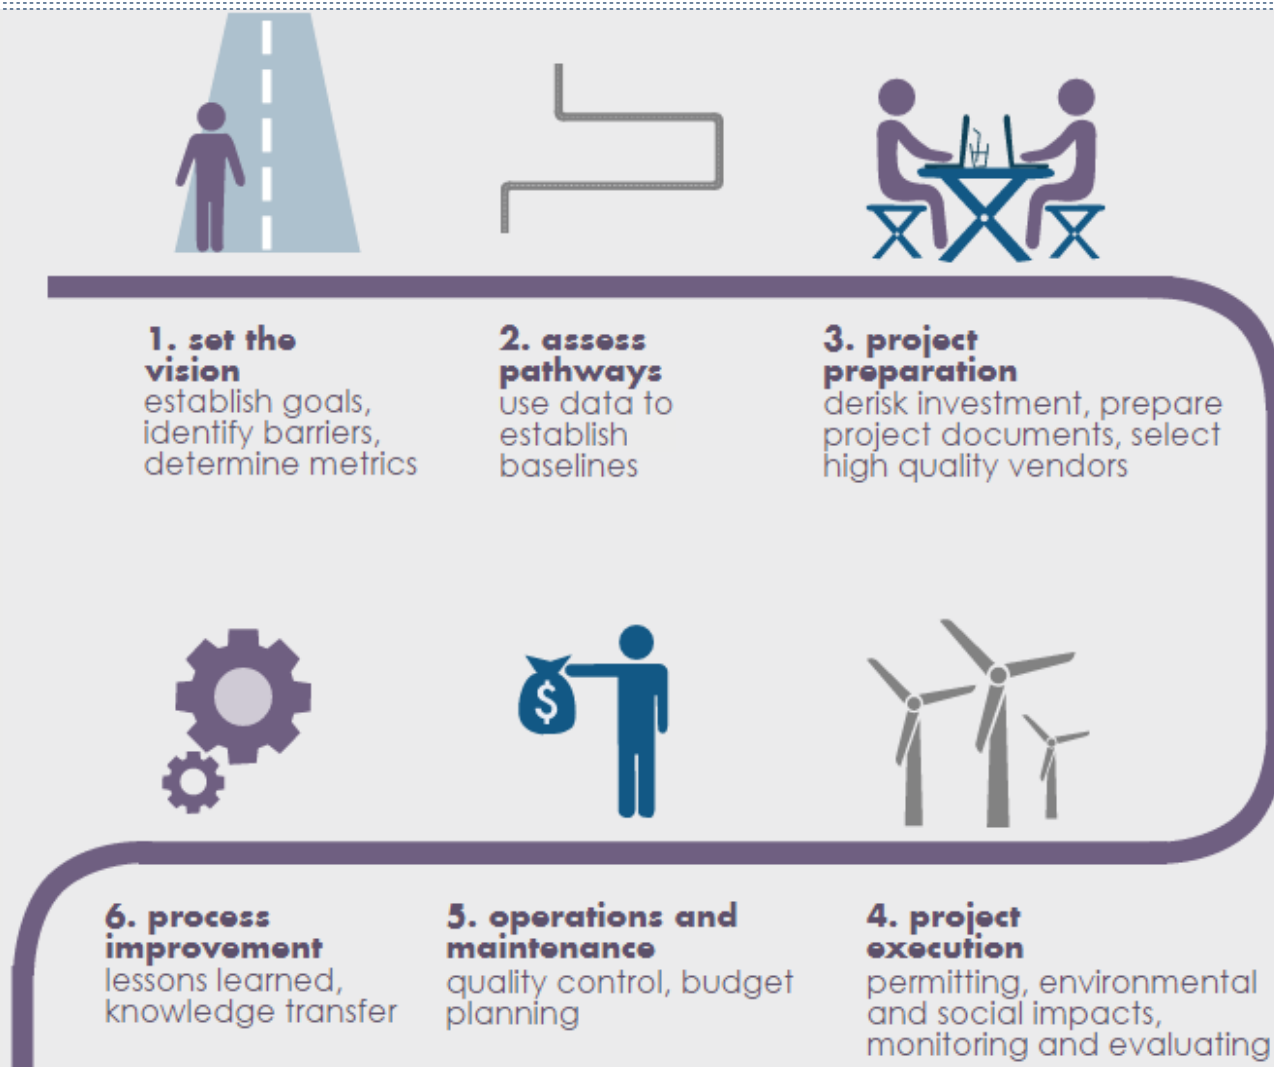 1. set the
vision
establish goals,
identify barriers,
determine metrics
2. assess
pathways
use data to
establish
baselines
3. project
preparation
derisk investment, prepare
project documents, select
high quality vendors
$
4. project
execution
permitting, environmental
and social impacts,
monitoring and evaluating
5. operations and
maintenance
quality control, budget
planning
6. process
improvement
lessons learned,
knowledge transfer